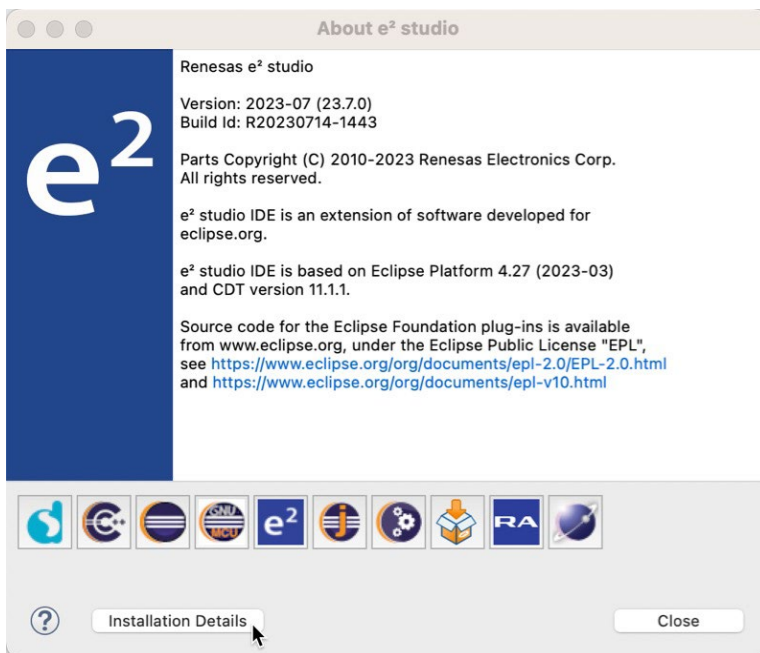 About e² studio
e²
Renesas e² studio
Version: 2023-07 (23.7.0)
Build Id: R20230714-1443
Parts Copyright (C) 2010-2023 Renesas Electronics Corp.
All rights reserved.
e² studio IDE is an extension of software developed for
eclipse.org.
e² studio IDE is based on Eclipse Platform 4.27 (2023-03)
and CDT version 11.1.1.
Source code for the Eclipse Foundation plug-ins is available
from www.eclipse.org, under the Eclipse Public License "EPL",
see https://www.eclipse.org/org/documents/epl-2.0/EPL-2.0.html
and https://www.eclipse.org/org/documents/epl-v10.html
d C++ GNU MCU e² j RA
? Installation Details Close